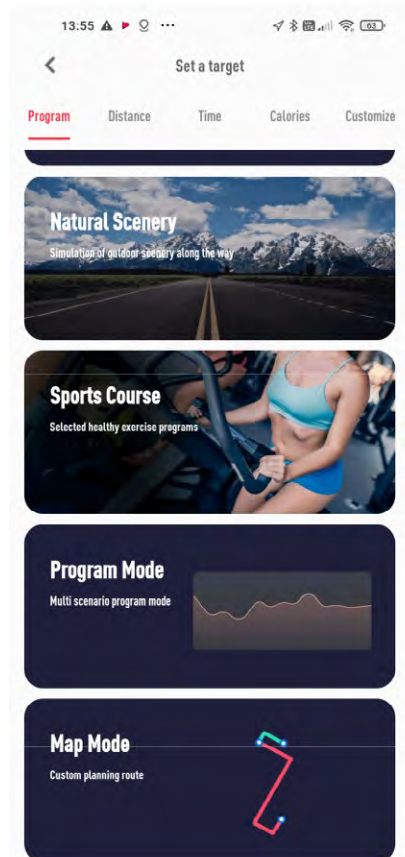 13:55
63
Set a target
Program Distance Time Calories Customize
Natural Scenery
Simulation of outdoor scenery along the way
Sports Course
Selected healthy exercise programs
Program Mode
Multi scenario program mode
Map Mode
Custom planning route